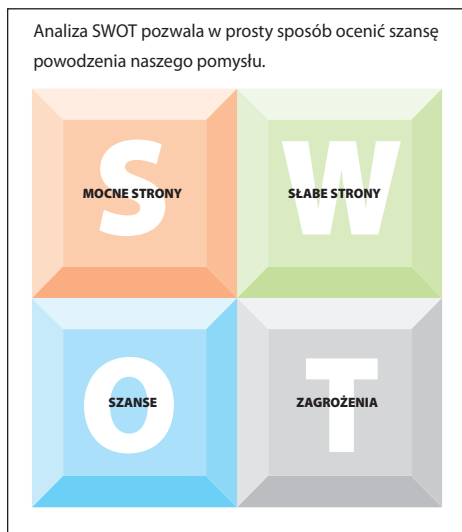 Analiza SWOT pozwala w prosty sposób ocenić szansę
powodzenia naszego pomysłu.
S
MOCNE STRONY
W
SŁABE STRONY
O
SZANSE
T
ZAGROŻENIA